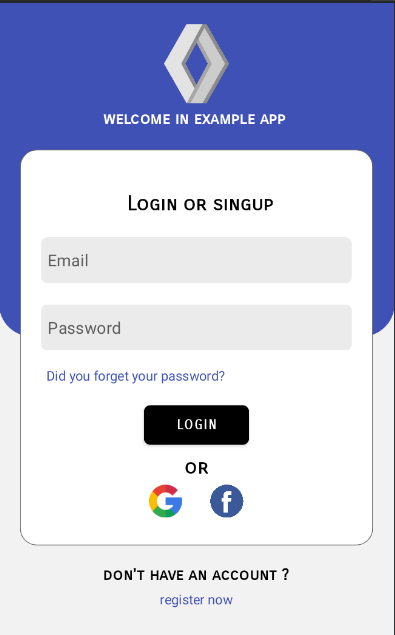 WELCOME IN EXAMPLE APP
LOGIN OR SINGUP
Email
Password
Did you forget your password?
LOGIN
OR
DON'T HAVE AN ACCOUNT ?
register now